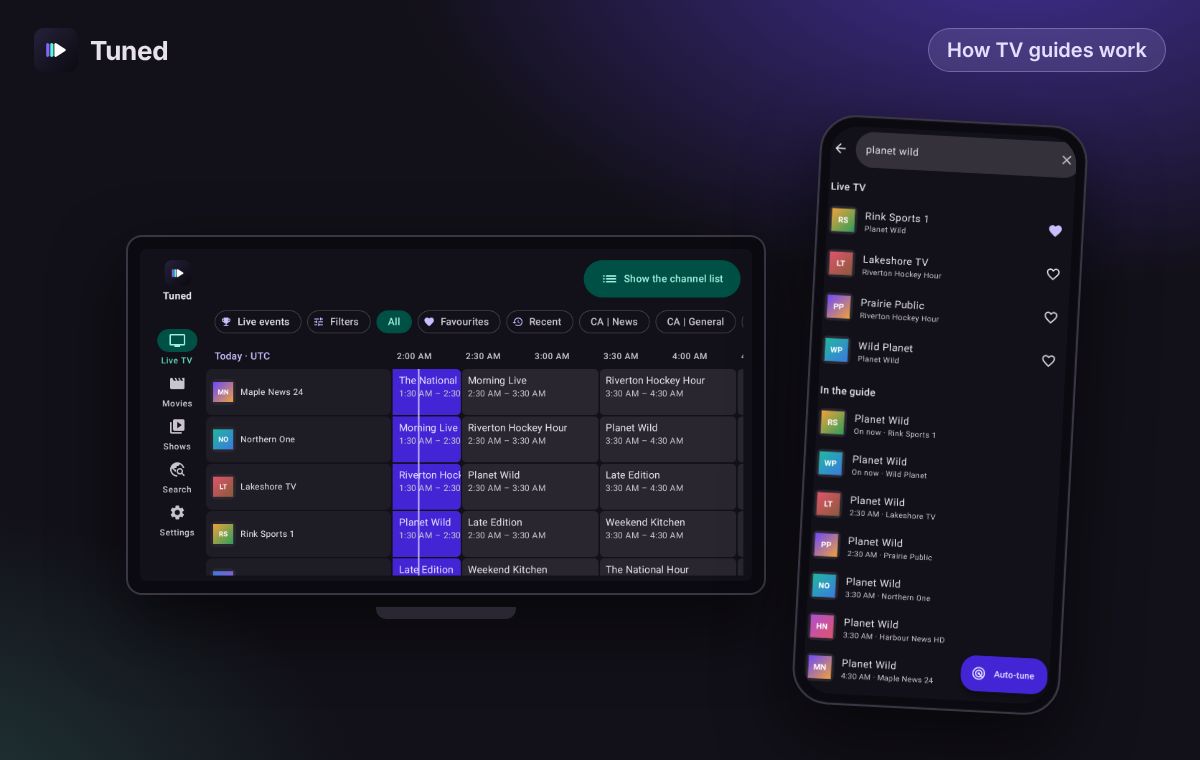 Tuned
How TV guides work
Tuned
Show the channel list
Live events
Filters
All
Favourites
Recent
CA | News
CA | General
Live TV
Movies
Shows
Search
Settings
Today · UTC
2:00 AM
2:30 AM
3:00 AM
3:30 AM
4:00 AM
MN
Maple News 24
The National
1:30 AM – 2:30
Morning Live
2:30 AM – 3:30 AM
Riverton Hockey Hour
3:30 AM – 4:30 AM
NO
Northern One
Morning Live
1:30 AM – 2:30
Riverton Hockey Hour
2:30 AM – 3:30 AM
Planet Wild
3:30 AM – 4:30 AM
LT
Lakeshore TV
Riverton Hock
1:30 AM – 2:30
Planet Wild
2:30 AM – 3:30 AM
Late Edition
3:30 AM – 4:30 AM
RS
Rink Sports 1
Planet Wild
1:30 AM – 2:30
Late Edition
2:30 AM – 3:30 AM
Weekend Kitchen
3:30 AM – 4:30 AM
Late Edition
Weekend Kitchen
The National Hour
planet wild
Live TV
RS
Rink Sports 1
Planet Wild
LT
Lakeshore TV
Riverton Hockey Hour
PP
Prairie Public
Riverton Hockey Hour
WP
Wild Planet
Planet Wild
In the guide
RS
Planet Wild
On now · Rink Sports 1
WP
Planet Wild
On now · Wild Planet
LT
Planet Wild
2:30 AM · Lakeshore TV
PP
Planet Wild
2:30 AM · Prairie Public
NO
Planet Wild
3:30 AM · Northern One
HN
Planet Wild
3:30 AM · Harbour News HD
MN
Planet Wild
4:30 AM · Maple News 24
Auto-tune